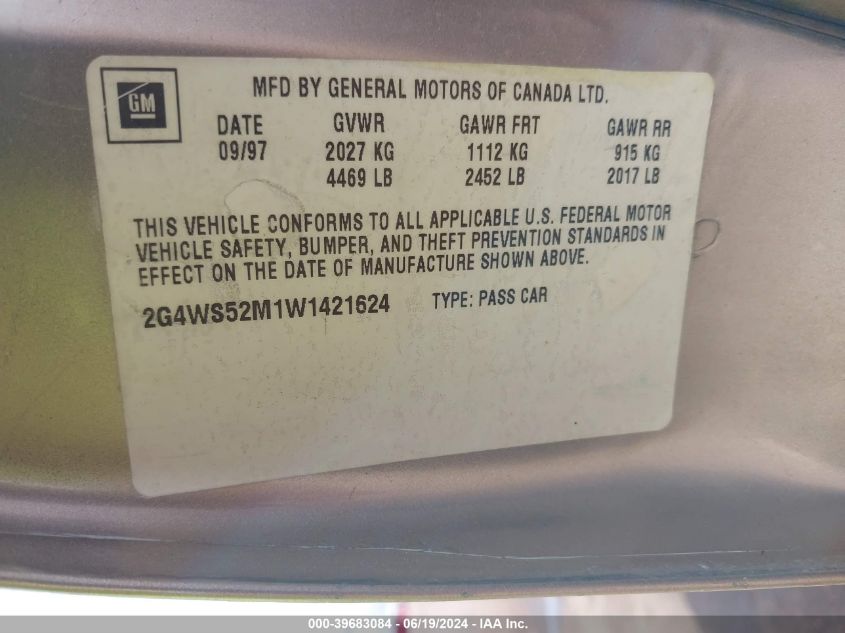 GM
MFD BY GENERAL MOTORS OF CANADA LTD.
DATE GVWR GAWR FRT GAWR RR
09/97 2027 KG 1112 KG 915 KG
4469 LB 2452 LB 2017 LB
THIS VEHICLE CONFORMS TO ALL APPLICABLE U.S. FEDERAL MOTOR
VEHICLE SAFETY, BUMPER, AND THEFT PREVENTION STANDARDS IN
EFFECT ON THE DATE OF MANUFACTURE SHOWN ABOVE.
2G4WS52M1W1421624 TYPE: PASS CAR
000-39683084 - 06/19/2024 - IAA Inc.